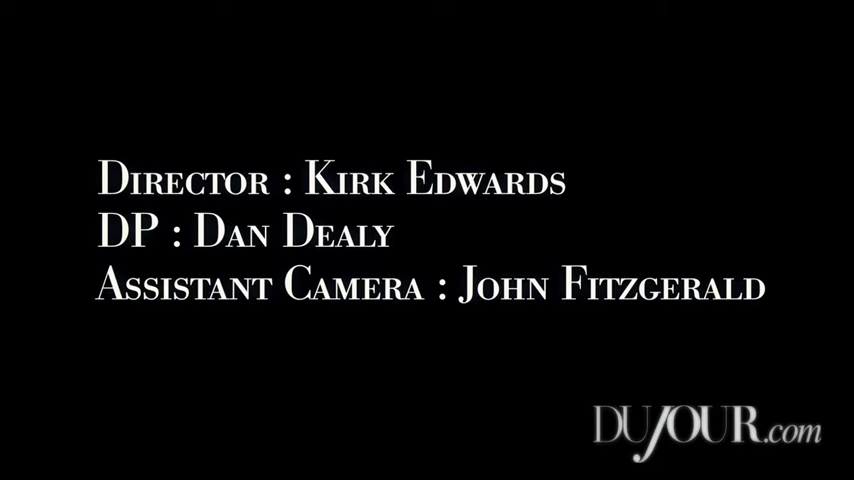 Director : Kirk Edwards
DP : Dan Dealy
Assistant Camera : John Fitzgerald
DUJOUR.com